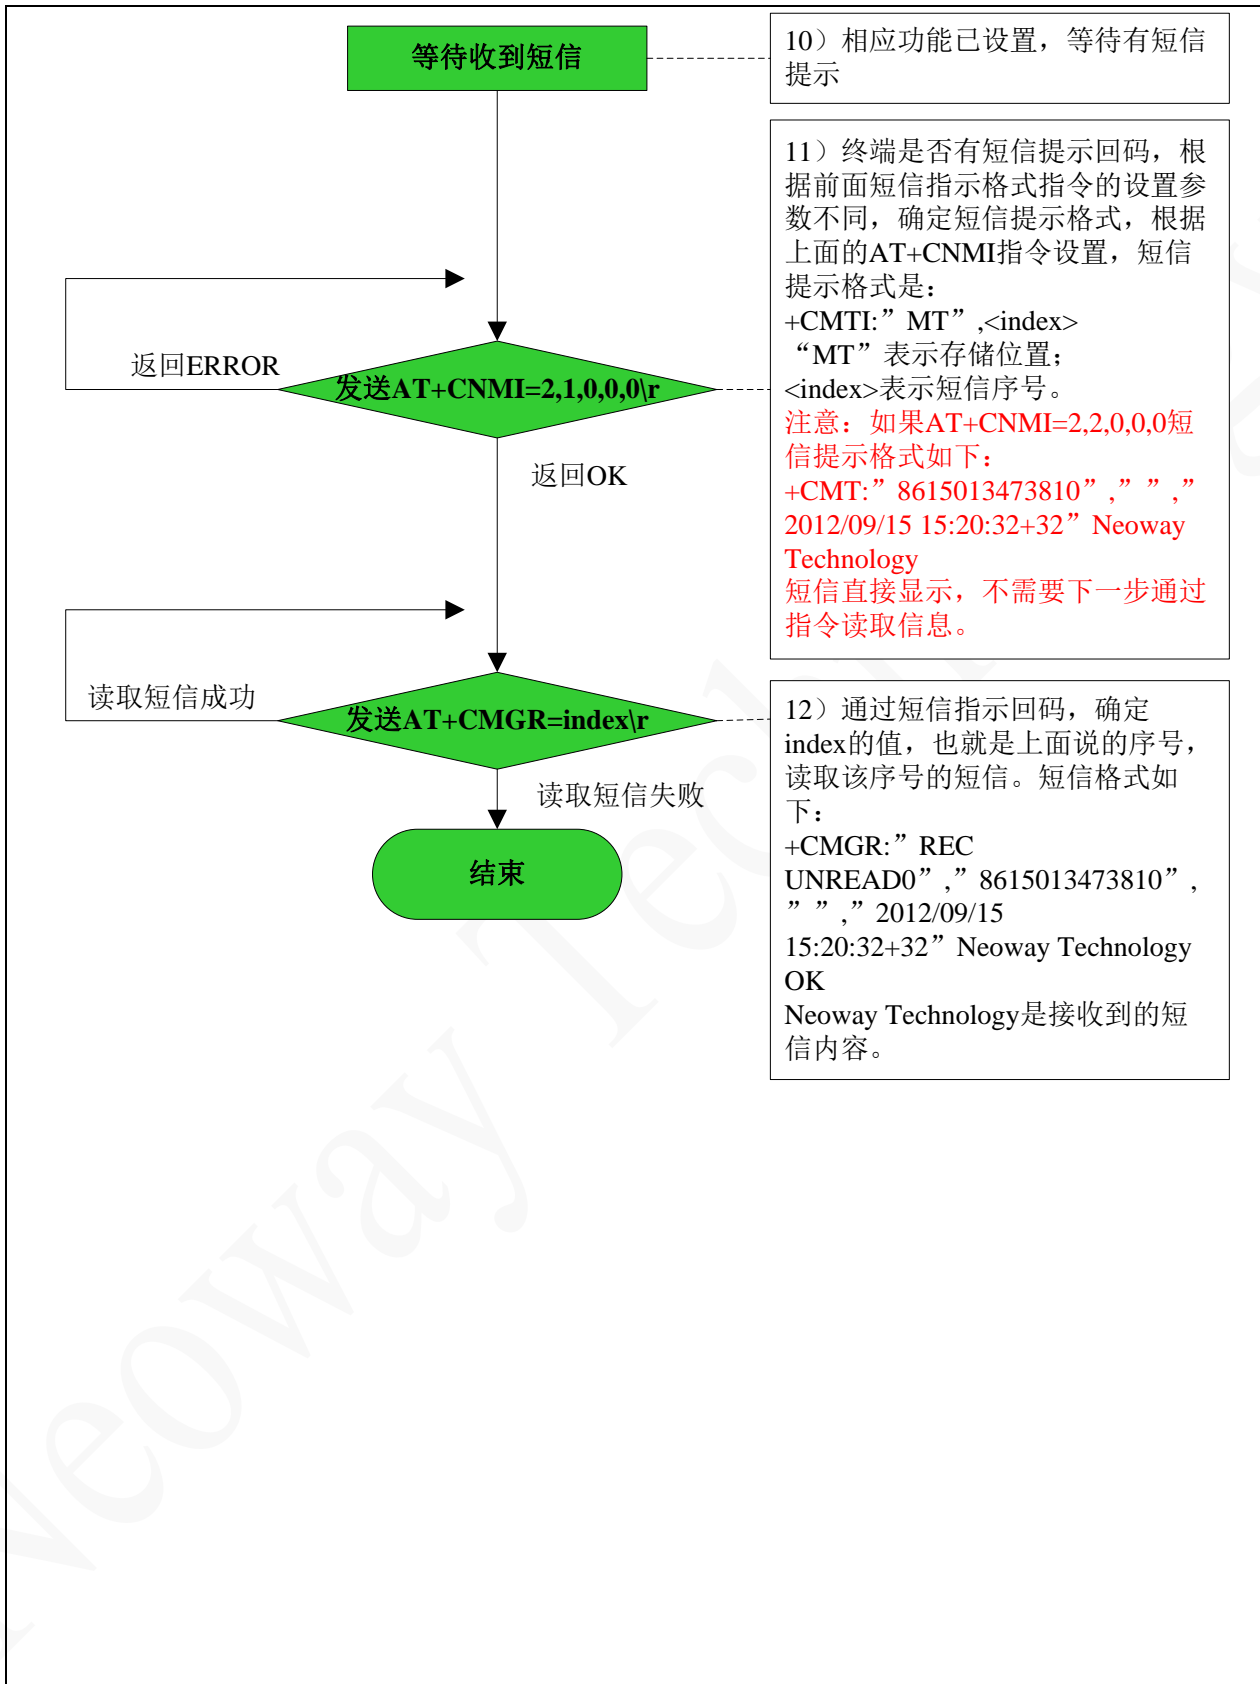 等待收到短信
10）相应功能已设置，等待有短信
提示
11）终端是否有短信提示回码，根
据前面短信指示格式指令的设置参
数不同，确定短信提示格式，根据
上面的AT+CNMI指令设置，短信
提示格式是：
+CMTI:”MT”,<index>
“MT”表示存储位置；
<index>表示短信序号。
注意：如果AT+CNMI=2,2,0,0,0短
信提示格式如下：
+CMT:”8615013473810”,””,”
2012/09/15 15:20:32+32”Neoway
Technology
短信直接显示，不需要下一步通过
指令读取信息。
返回ERROR
发送AT+CNMI=2,1,0,0,0\r
返回OK
读取短信成功
发送AT+CMGR=index\r
读取短信失败
结束
12）通过短信指示回码，确定
index的值，也就是上面说的序号，
读取该序号的短信。短信格式如
下：
+CMGR:”REC
UNREAD0”,”8615013473810”,
””,”2012/09/15
15:20:32+32”Neoway Technology
OK
Neoway Technology是接收到的短
信内容。
Neoway Tech